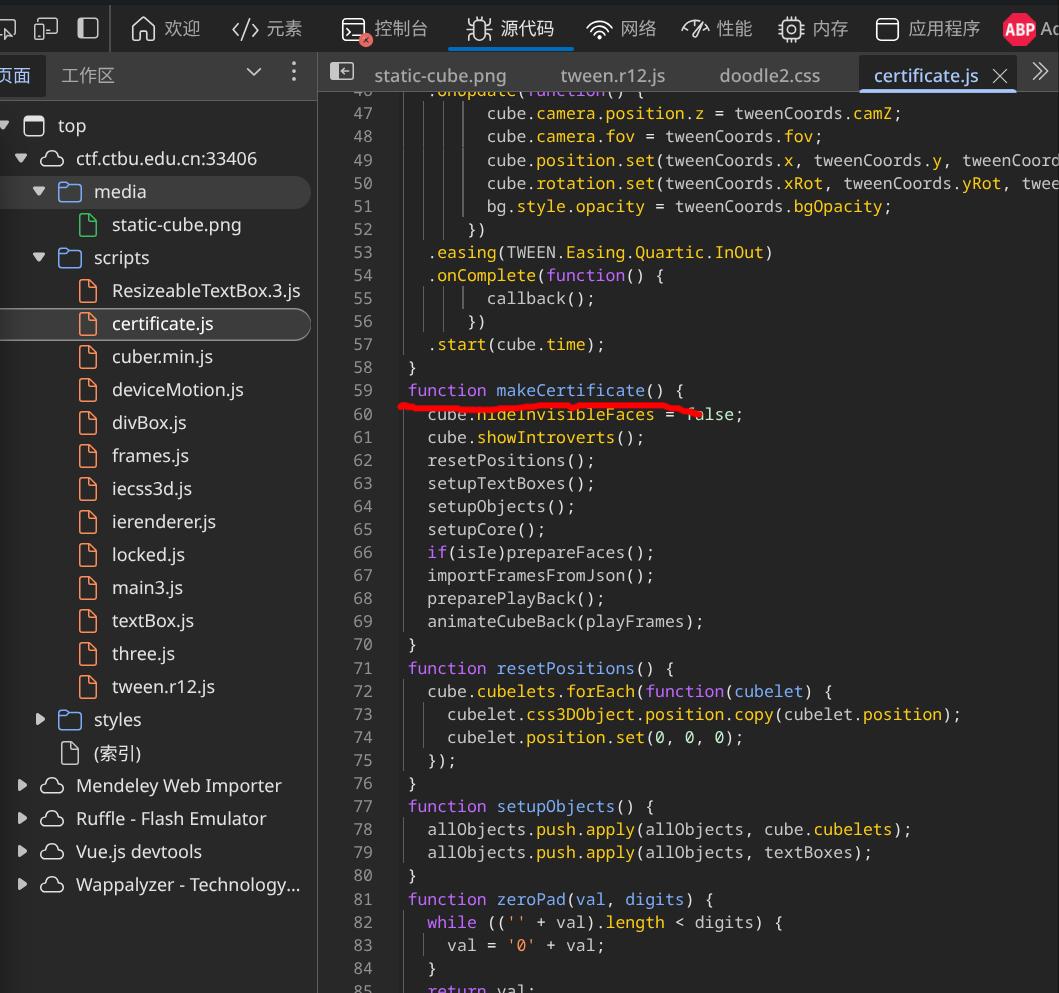 欢迎
元素
控制台
源代码
网络
性能
内存
应用程序
ABP
页面
工作区
static-cube.png
tween.r12.js
doodle2.css
certificate.js
top
ctf.ctbu.edu.cn:33406
media
static-cube.png
scripts
ResizeableTextBox.3.js
certificate.js
cuber.min.js
deviceMotion.js
divBox.js
frames.js
iecss3d.js
ierenderer.js
locked.js
main3.js
textBox.js
three.js
tween.r12.js
styles
(索引)
Mendeley Web Importer
Ruffle - Flash Emulator
Vue.js devtools
Wappalyzer - Technology...
46 .onUpdate(function() {
47 cube.camera.position.z = tweenCoords.camZ;
48 cube.camera.fov = tweenCoords.fov;
49 cube.position.set(tweenCoords.x, tweenCoords.y, tweenCoord
50 cube.rotation.set(tweenCoords.xRot, tweenCoords.yRot, twee
51 bg.style.opacity = tweenCoords.bgOpacity;
52 })
53 .easing(TWEEN.Easing.Quartic.InOut)
54 .onComplete(function() {
55 callback();
56 })
57 .start(cube.time);
58 }
59 function makeCertificate() {
60 cube.hideInvisibleFaces = false;
61 cube.showIntroverts();
62 resetPositions();
63 setupTextBoxes();
64 setupObjects();
65 setupCore();
66 if(isIe)prepareFaces();
67 importFramesFromJson();
68 preparePlayBack();
69 animateCubeBack(playFrames);
70 }
71 function resetPositions() {
72 cube.cubelets.forEach(function(cubelet) {
73 cubelet.css3DObject.position.copy(cubelet.position);
74 cubelet.position.set(0, 0, 0);
75 });
76 }
77 function setupObjects() {
78 allObjects.push.apply(allObjects, cube.cubelets);
79 allObjects.push.apply(allObjects, textBoxes);
80 }
81 function zeroPad(val, digits) {
82 while (('' + val).length < digits) {
83 val = '0' + val;
84 }
85 return val;